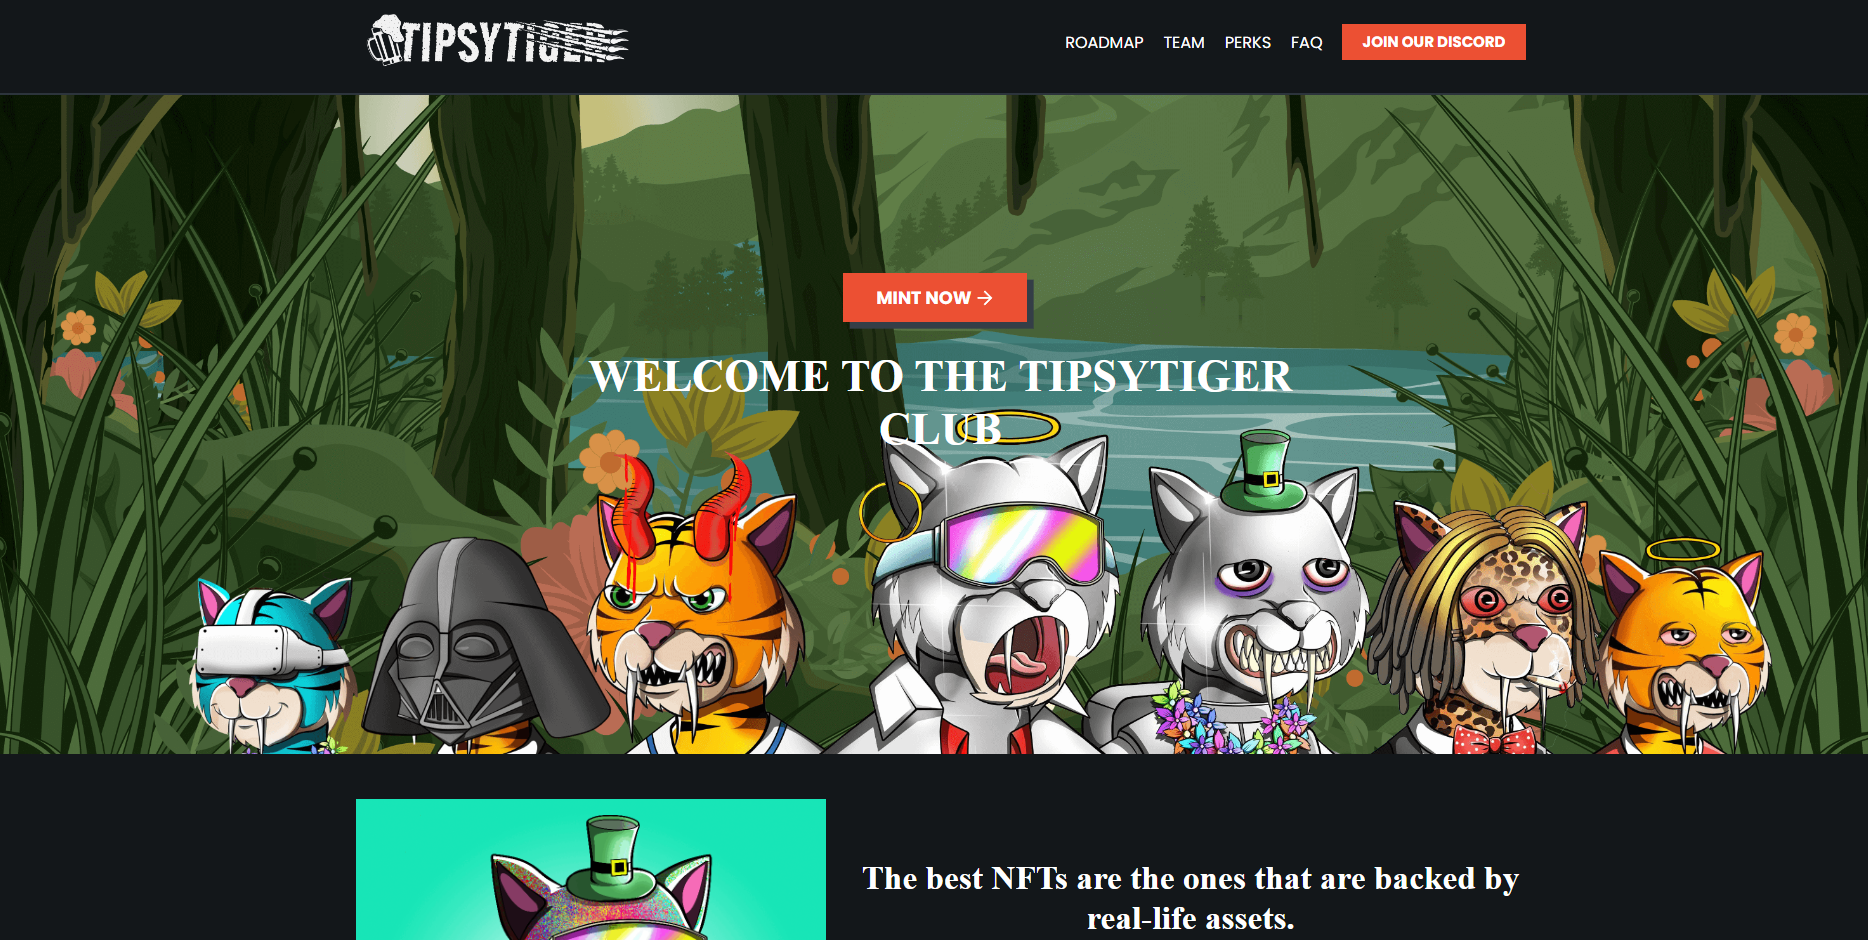 TIPSYTIGER
ROADMAP TEAM PERKS FAQ JOIN OUR DISCORD
MINT NOW →
WELCOME TO THE TIPSYTIGER
CLUB
The best NFTs are the ones that are backed by
real-life assets.